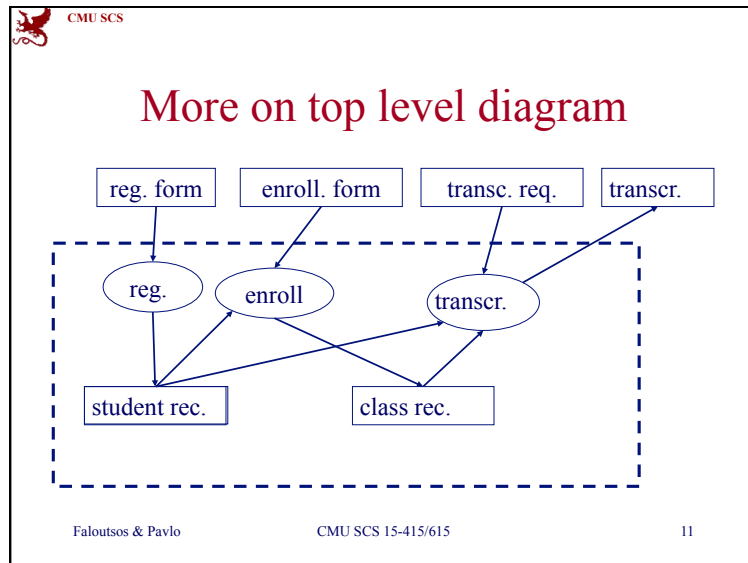 CMU SCS
More on top level diagram
reg. form
enroll. form
transc. req.
transcr.
reg.
enroll
transcr.
student rec.
class rec.
Faloutsos & Pavlo
CMU SCS 15-415/615
11